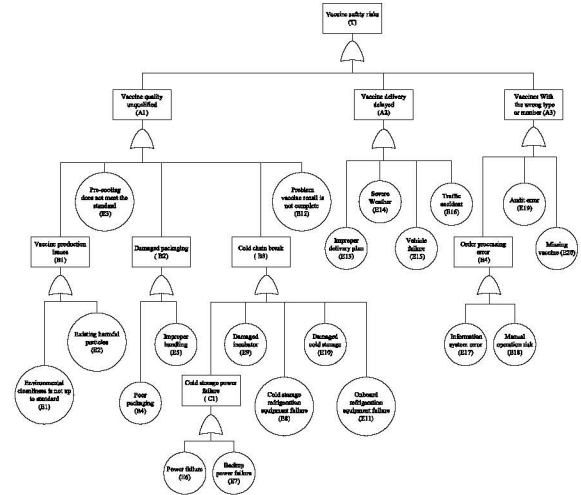 Vaccine safety risks
(T)
Vaccine quality
unqualified
(A1)
Vaccine delivery
delayed
(A2)
Vaccines With
the wrong type
or number (A3)
Pre-cooling
does not meet the
standard
(E3)
Problem
vaccine recall is
not complete
(E12)
Severe
Weather
(E14)
Traffic
accident
(E16)
Audit error
(E19)
Vaccine production
issues
(B1)
Damaged packaging
( B2)
Cold chain break
( B3)
Improper
delivery plan
(E13)
Vehicle
failure
(E15)
Order processing
error
(B4)
Missing
vaccine (E20)
Existing harmful
particles
(E2)
Improper
handling
(E5)
Damaged
incubator
(E9)
Damaged
cold storage
(E10)
Information
system error
(E17)
Manual
operation risk
(E18)
Environmental
cleanliness is not up
to standard
(E1)
Poor
packaging
(E4)
Cold storage power
failure
( C1)
Cold storage
refrigeration
equipment failure
(E8)
Onboard
refrigeration
equipment failure
(E11)
Power failure
(E6)
Backup
power failure
(E7)